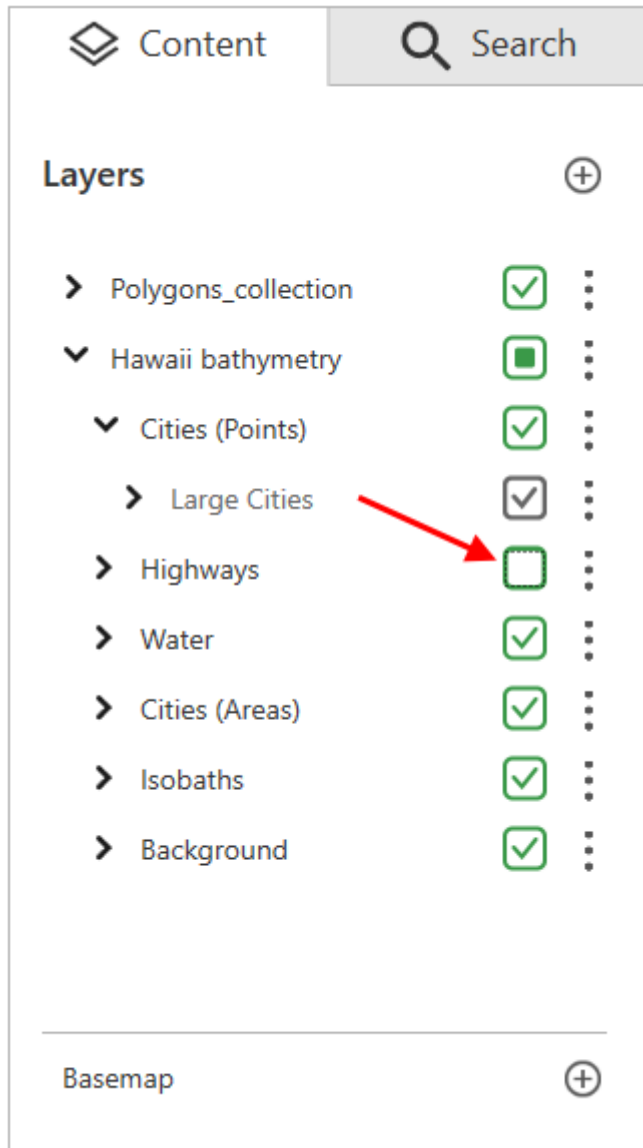 Content
Search
Layers
Polygons_collection
Hawaii bathymetry
Cities (Points)
Large Cities
Highways
Water
Cities (Areas)
Isobaths
Background
Basemap